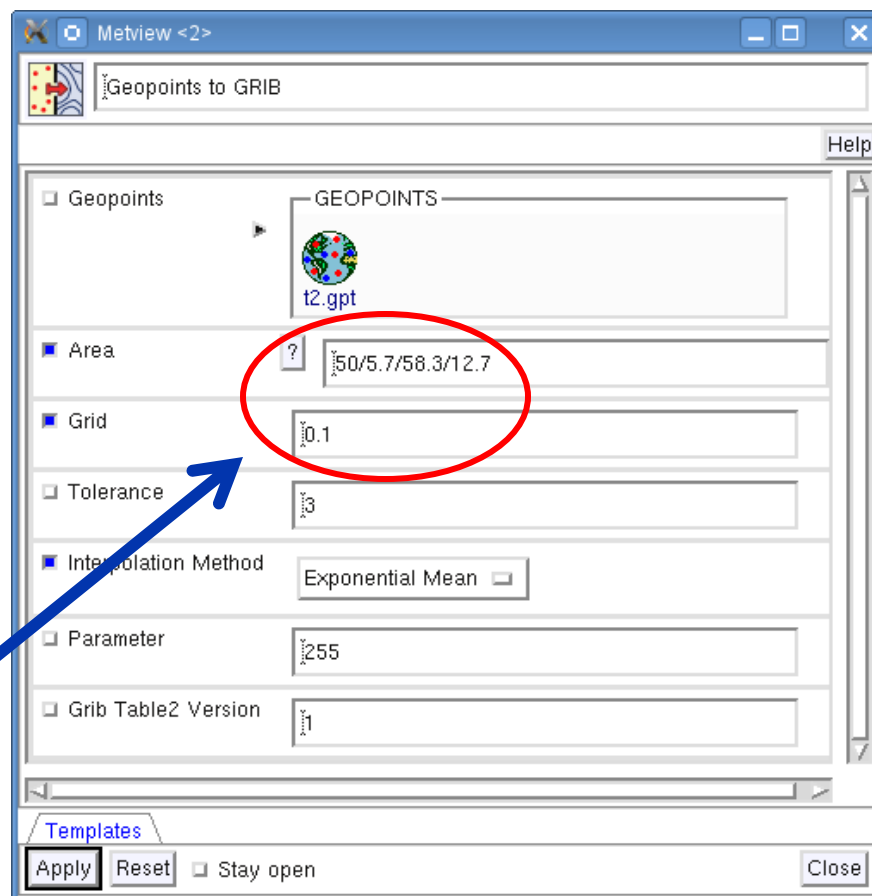 Metview <2>
Geopoints to GRIB
Help
Geopoints
GEOPOINTS
t2.gpt
Area
?
50/5.7/58.3/12.7
Grid
0.1
Tolerance
3
Interpolation Method
Exponential Mean
Parameter
255
Grib Table2 Version
1
Templates
Apply Reset Stay open Close